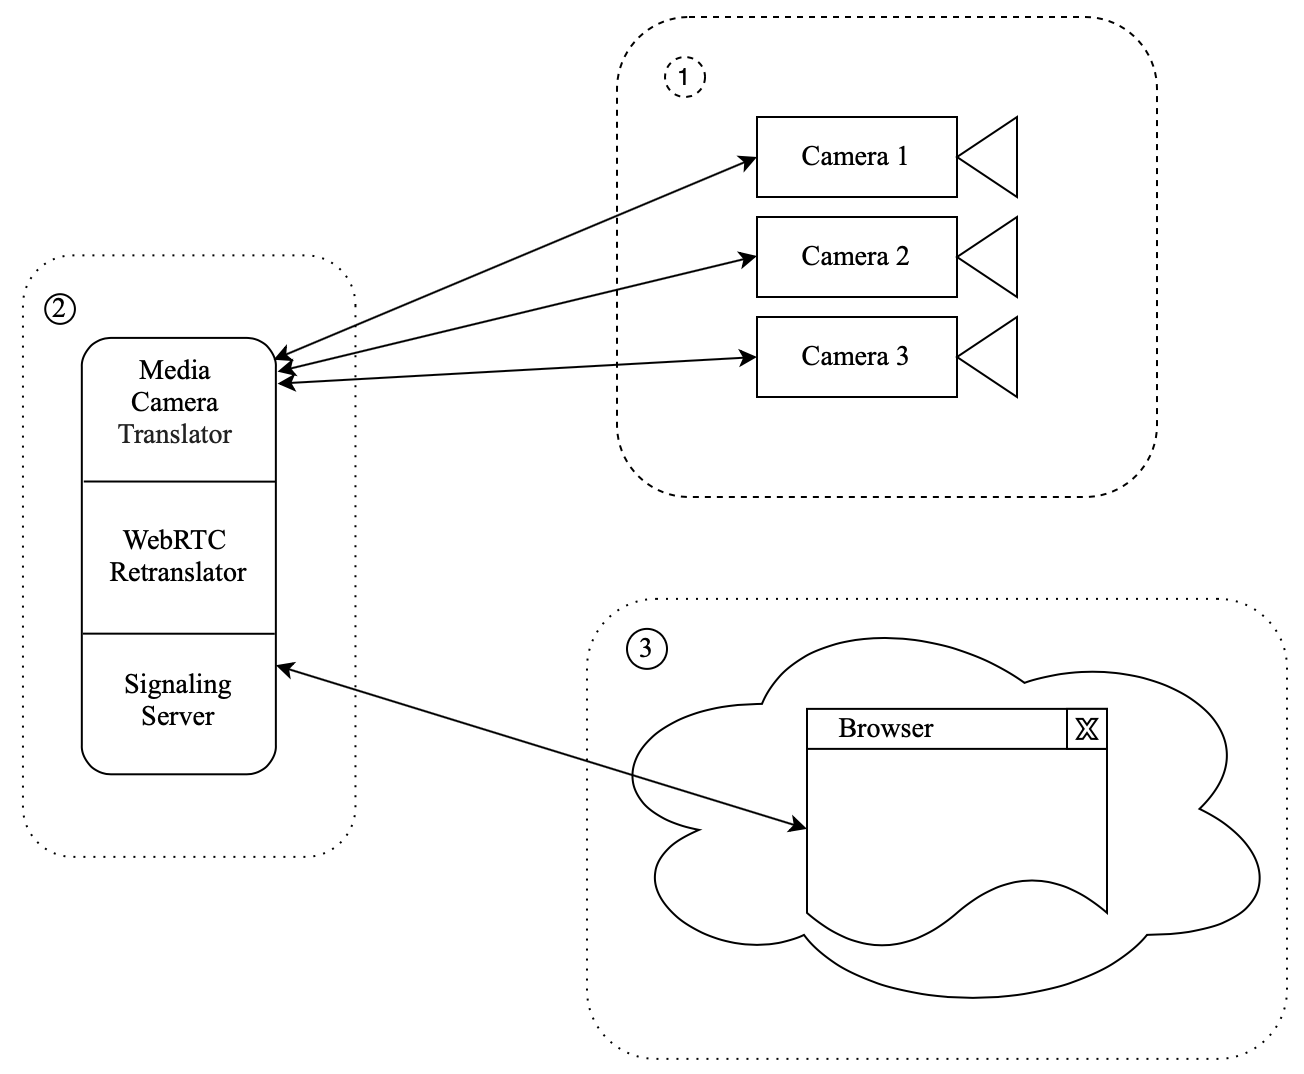 1
Camera 1
Camera 2
Camera 3
2
Media
Camera
Translator
WebRTC
Retranslator
Signaling
Server
3
Browser
X